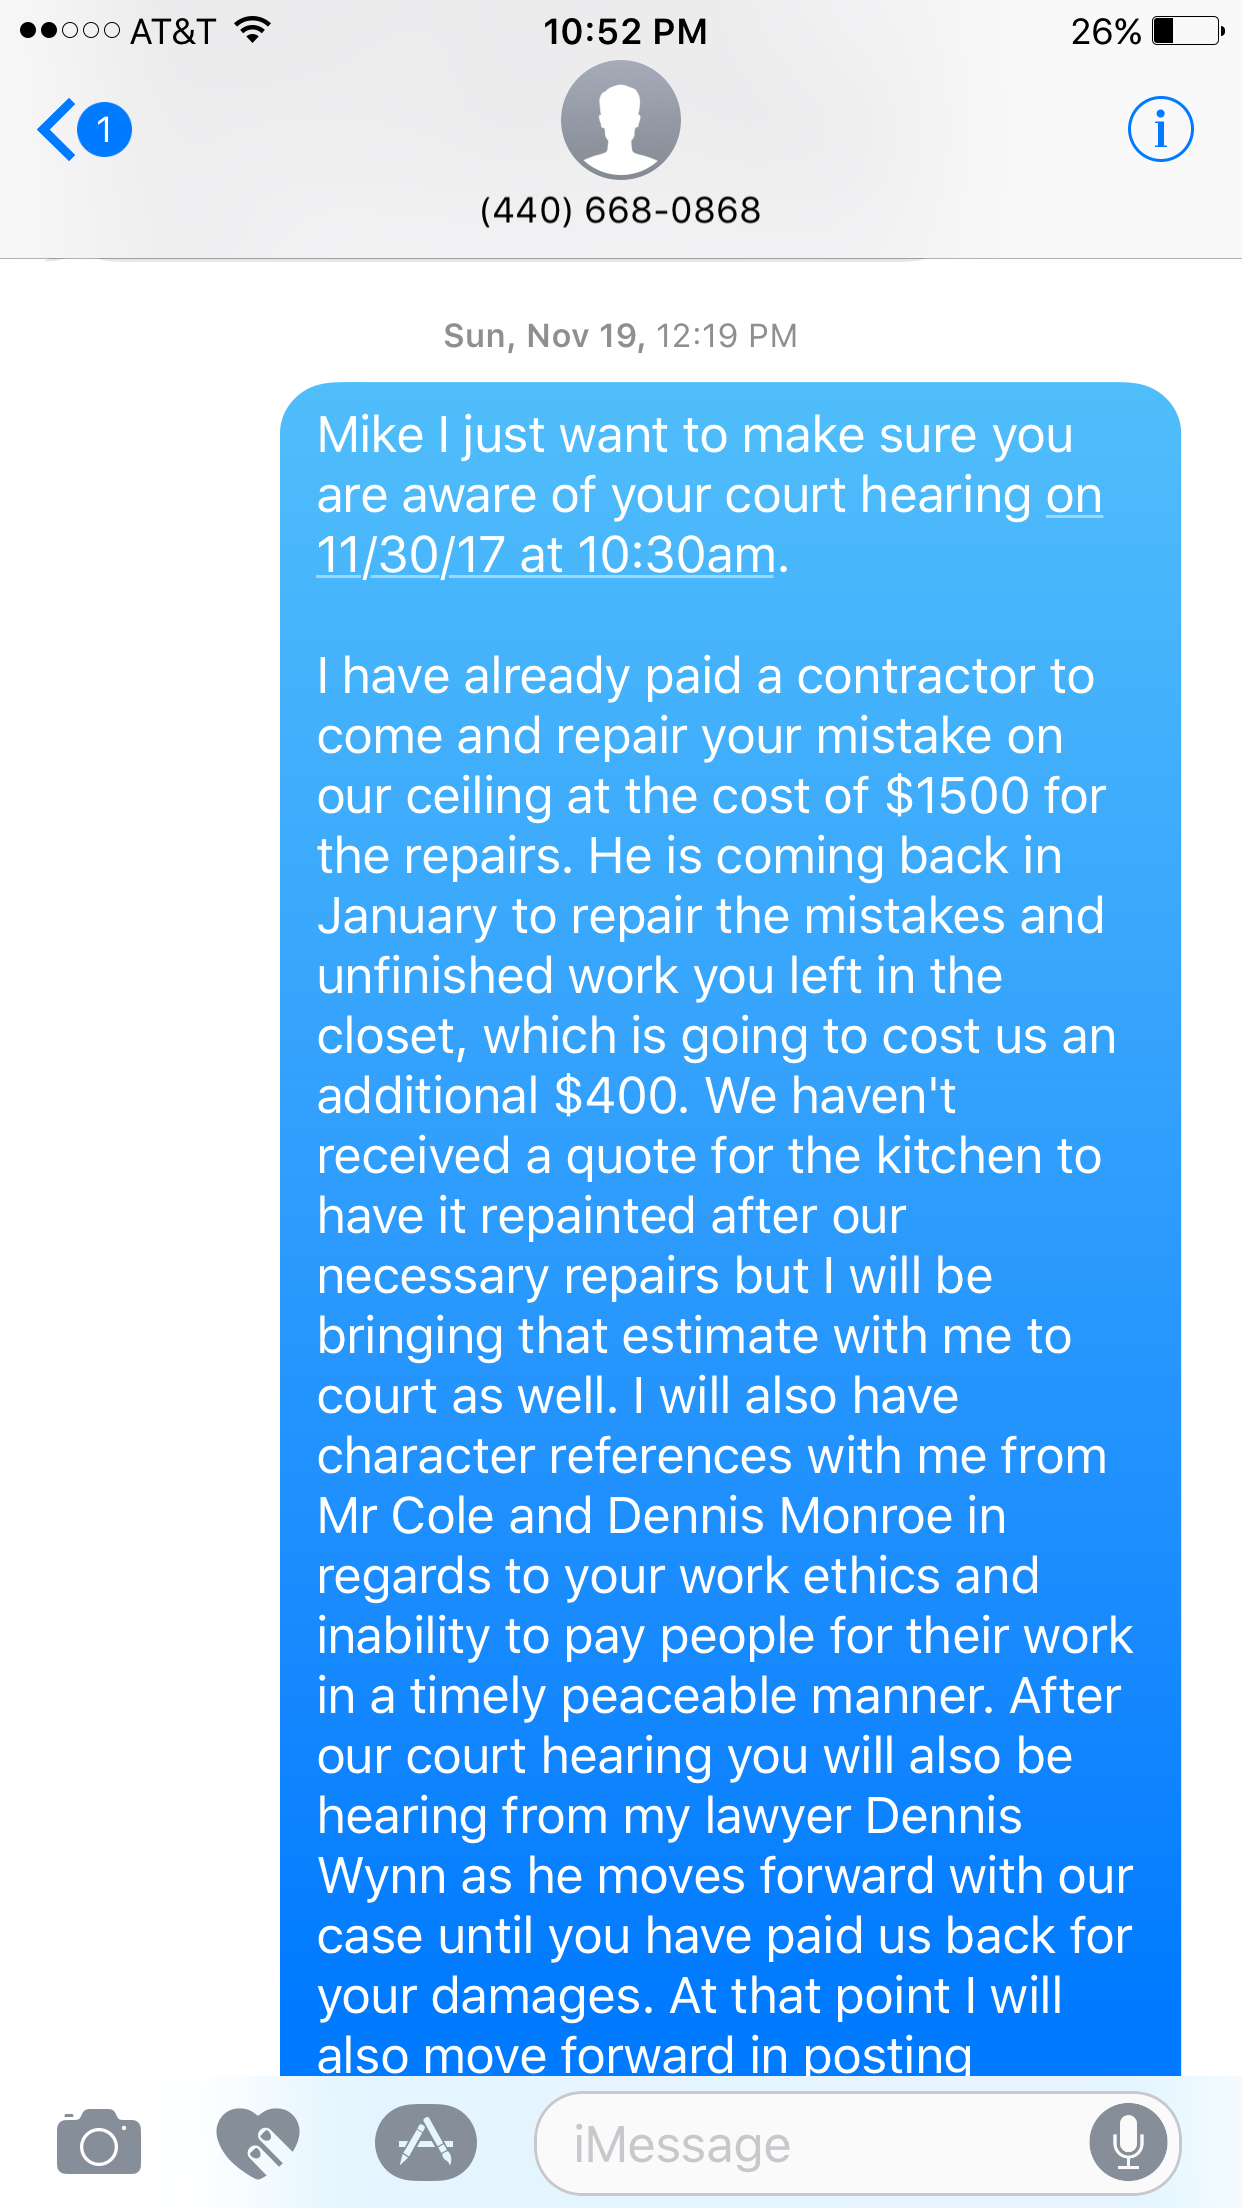 AT&T 10:52 PM 26%
1
(440) 668-0868
Sun, Nov 19, 12:19 PM
Mike I just want to make sure you
are aware of your court hearing on
11/30/17 at 10:30am.
I have already paid a contractor to
come and repair your mistake on
our ceiling at the cost of $1500 for
the repairs. He is coming back in
January to repair the mistakes and
unfinished work you left in the
closet, which is going to cost us an
additional $400. We haven't
received a quote for the kitchen to
have it repainted after our
necessary repairs but I will be
bringing that estimate with me to
court as well. I will also have
character references with me from
Mr Cole and Dennis Monroe in
regards to your work ethics and
inability to pay people for their work
in a timely peaceable manner. After
our court hearing you will also be
hearing from my lawyer Dennis
Wynn as he moves forward with our
case until you have paid us back for
your damages. At that point I will
also move forward in posting
iMessage